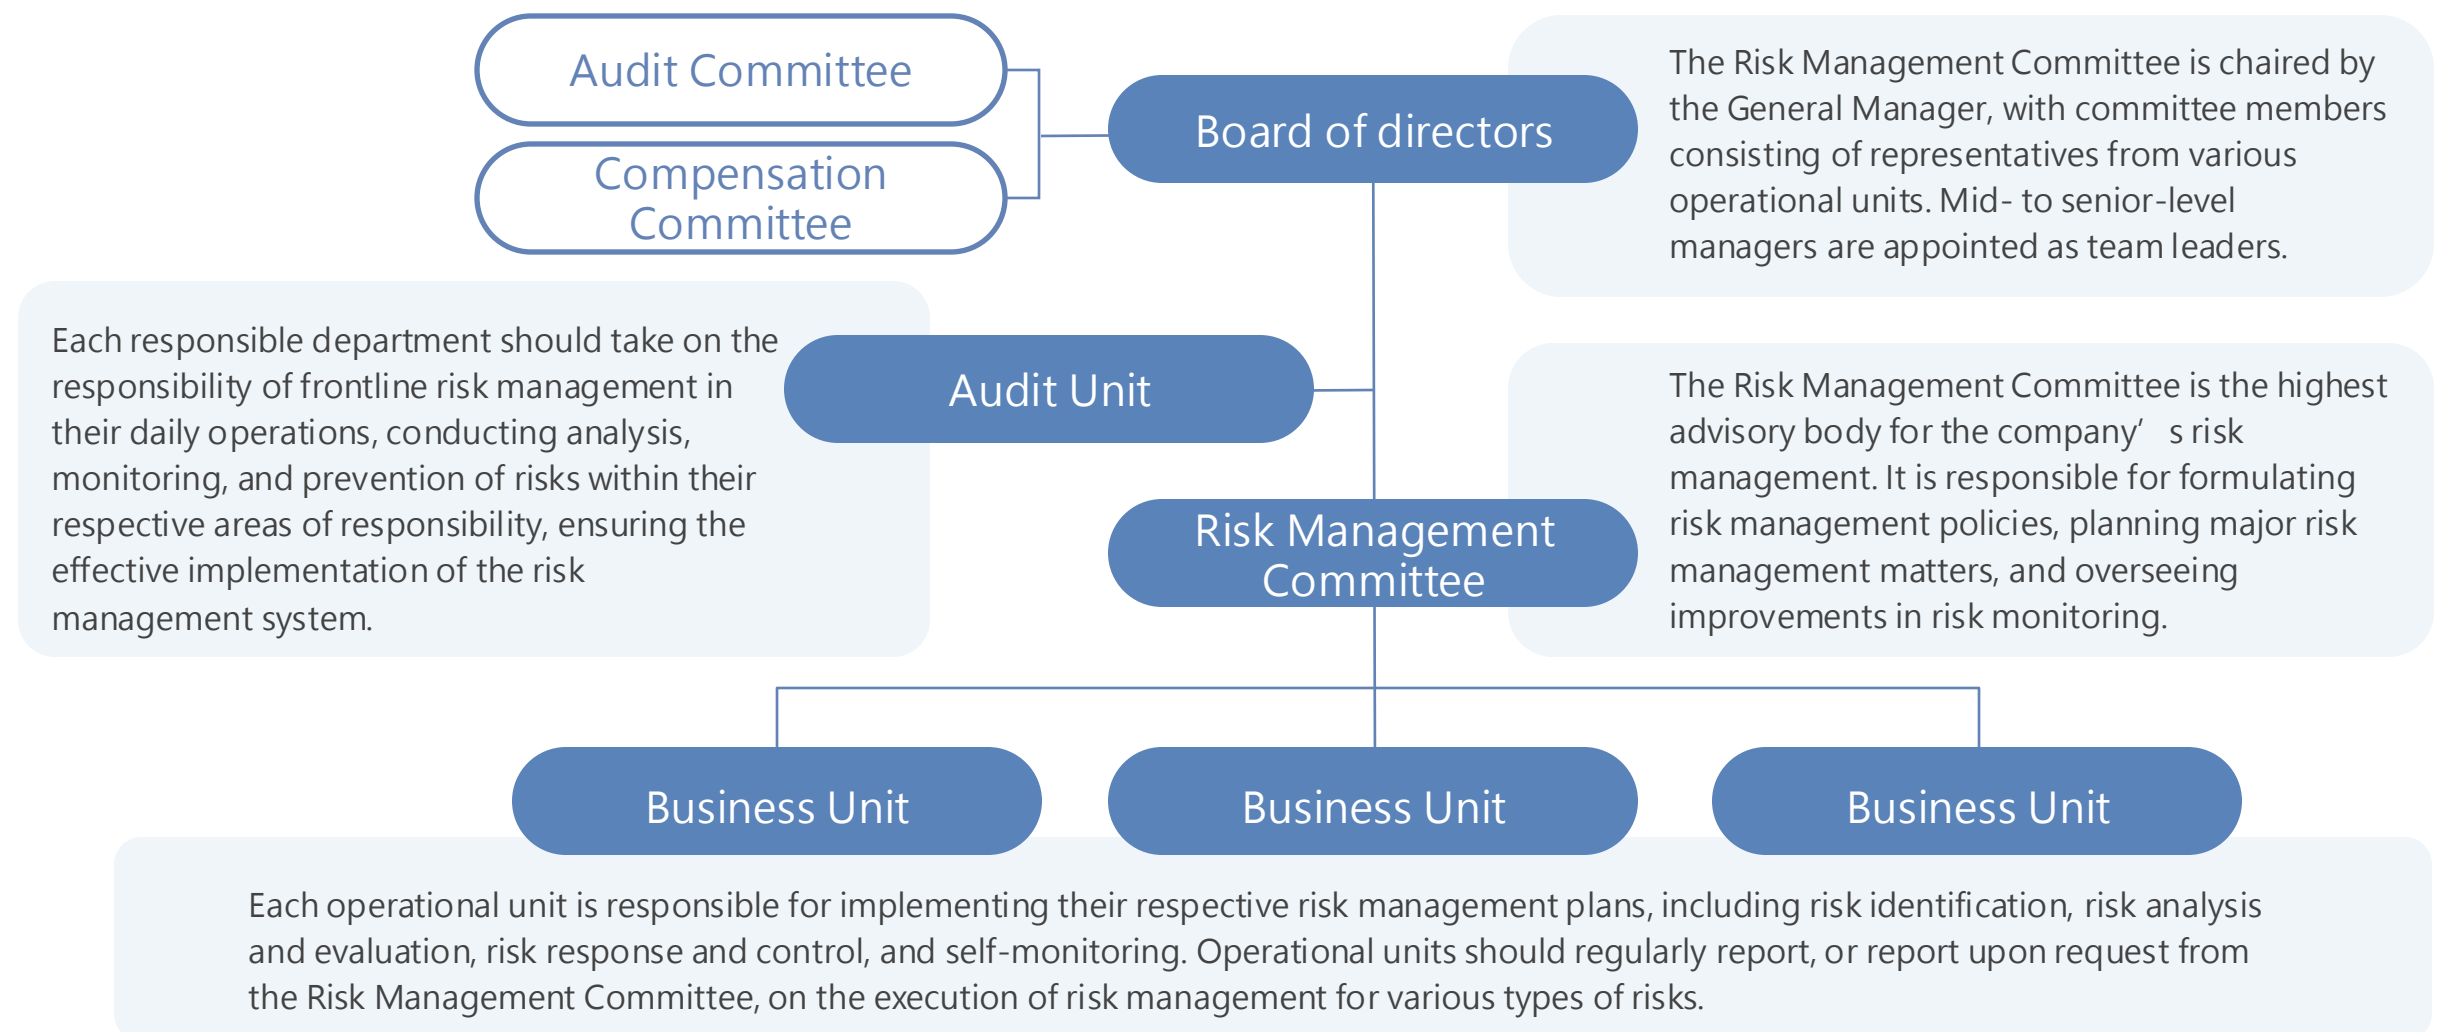 Audit Committee
Compensation
Committee
Board of directors
The Risk Management Committee is chaired by
the General Manager, with committee members
consisting of representatives from various
operational units. Mid- to senior-level
managers are appointed as team leaders.
Each responsible department should take on the
responsibility of frontline risk management in
their daily operations, conducting analysis,
monitoring, and prevention of risks within their
respective areas of responsibility, ensuring the
effective implementation of the risk
management system.
Audit Unit
The Risk Management Committee is the highest
advisory body for the company’ s risk
management. It is responsible for formulating
risk management policies, planning major risk
management matters, and overseeing
improvements in risk monitoring.
Risk Management
Committee
Business Unit
Business Unit
Business Unit
Each operational unit is responsible for implementing their respective risk management plans, including risk identification, risk analysis
and evaluation, risk response and control, and self-monitoring. Operational units should regularly report, or report upon request from
the Risk Management Committee, on the execution of risk management for various types of risks.